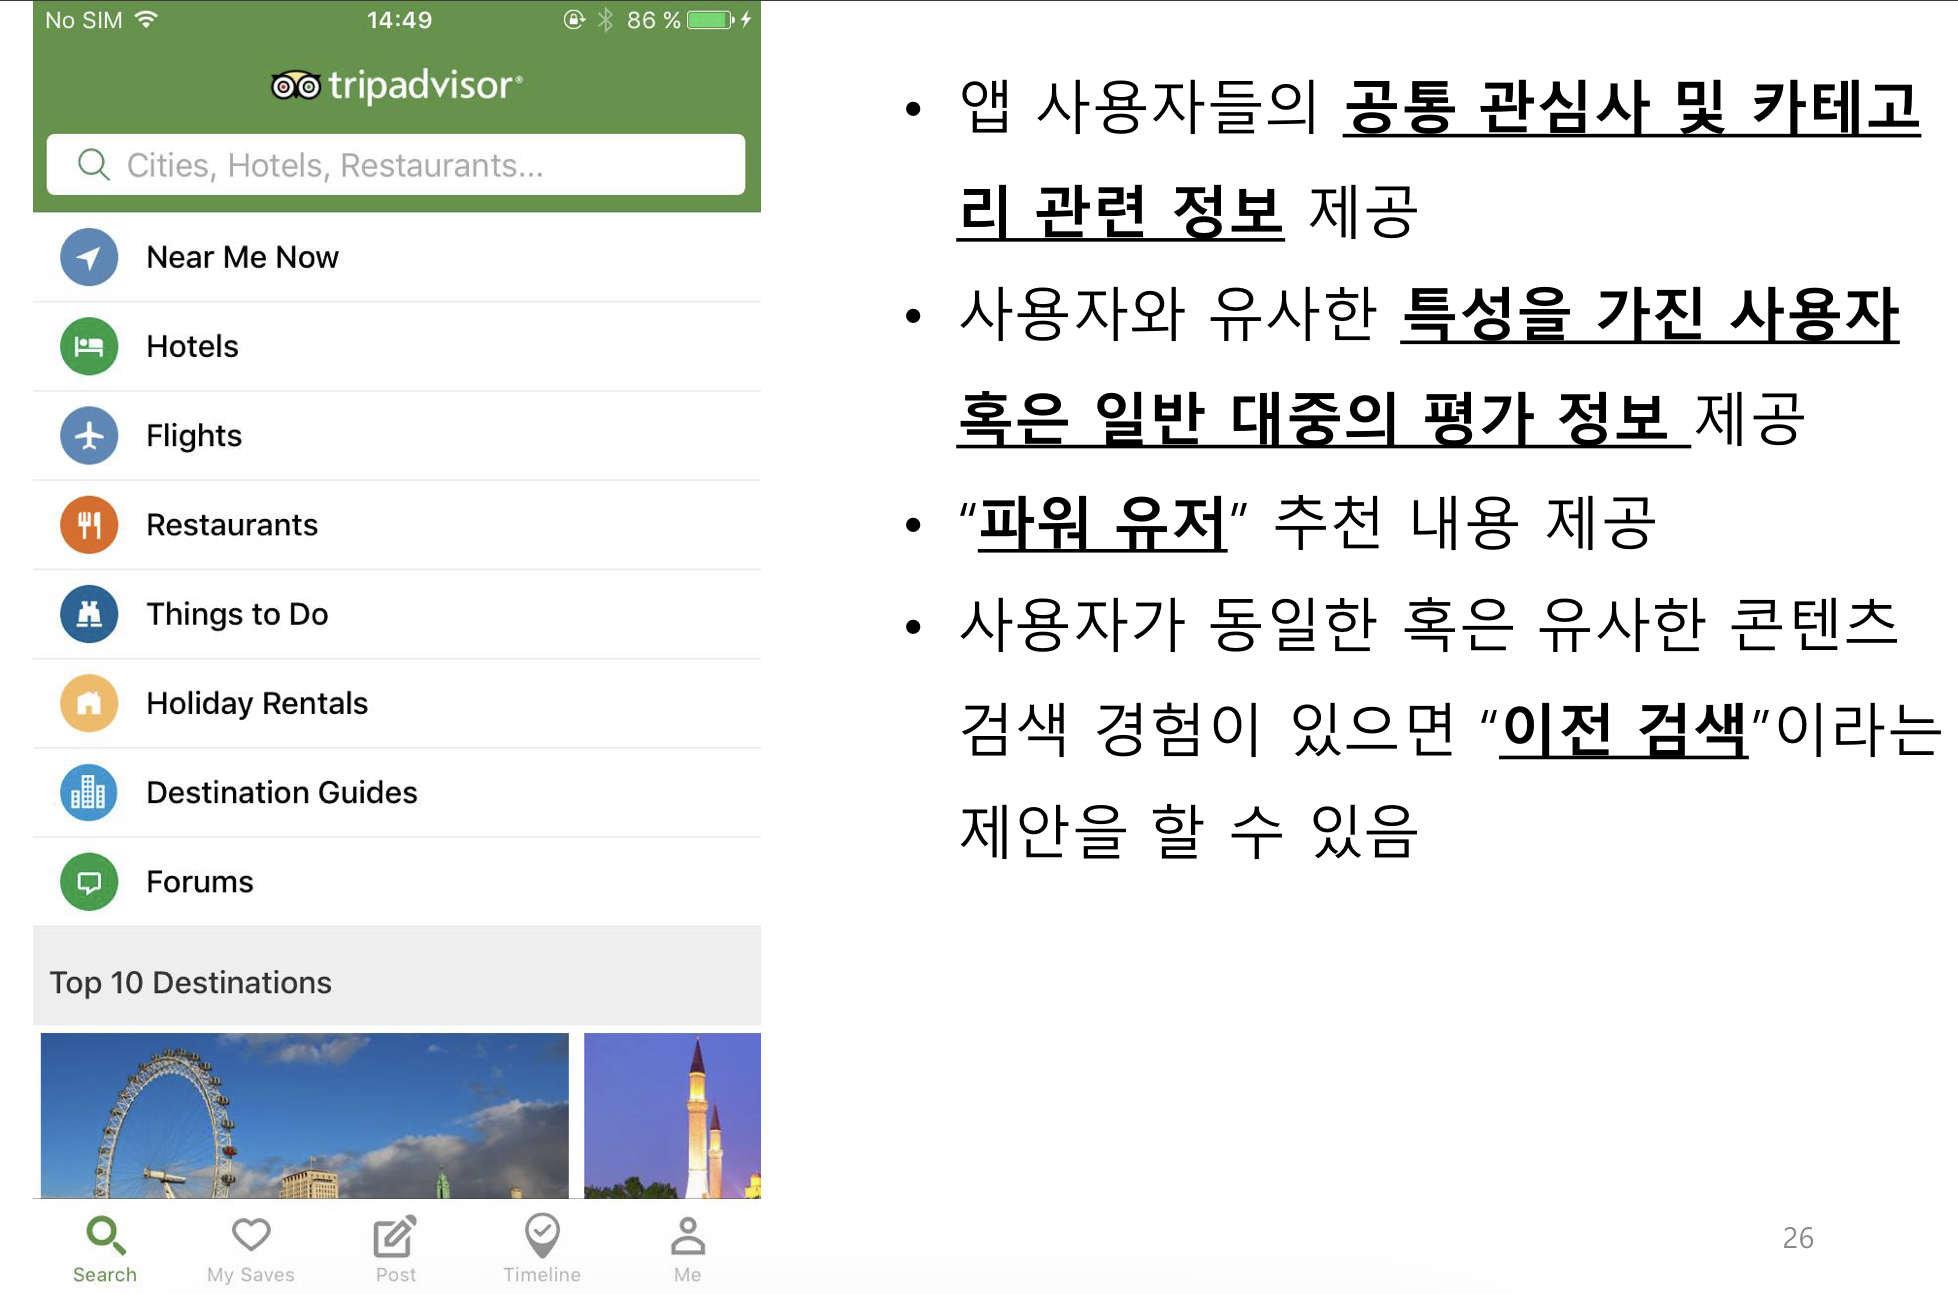 No SIM 14:49 86 %
tripadvisor®
Cities, Hotels, Restaurants...
Near Me Now
Hotels
Flights
Restaurants
Things to Do
Holiday Rentals
Destination Guides
Forums
Top 10 Destinations
Search My Saves Post Timeline Me
• 앱 사용자들의 공통 관심사 및 카테고
리 관련 정보 제공
• 사용자와 유사한 특성을 가진 사용자
혹은 일반 대중의 평가 정보 제공
• “파워 유저” 추천 내용 제공
• 사용자가 동일한 혹은 유사한 콘텐츠
검색 경험이 있으면 “이전 검색”이라는
제안을 할 수 있음
26